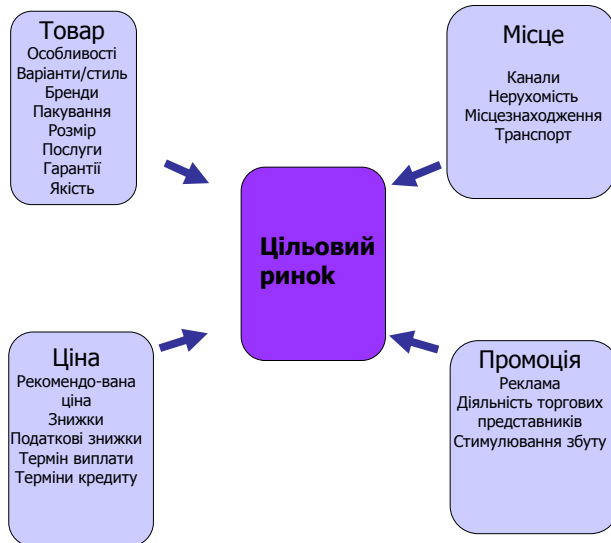 Товар
Особливості
Варіанти/стиль
Бренди
Пакування
Розмір
Послуги
Гарантії
Якість
Місце
Канали
Нерухомість
Місцезнаходження
Транспорт
Цільовий
ринок
Ціна
Рекомендо-вана
ціна
Знижки
Податкові знижки
Термін виплати
Терміни кредиту
Промоція
Реклама
Діяльність торгових
представників
Стимулювання збуту